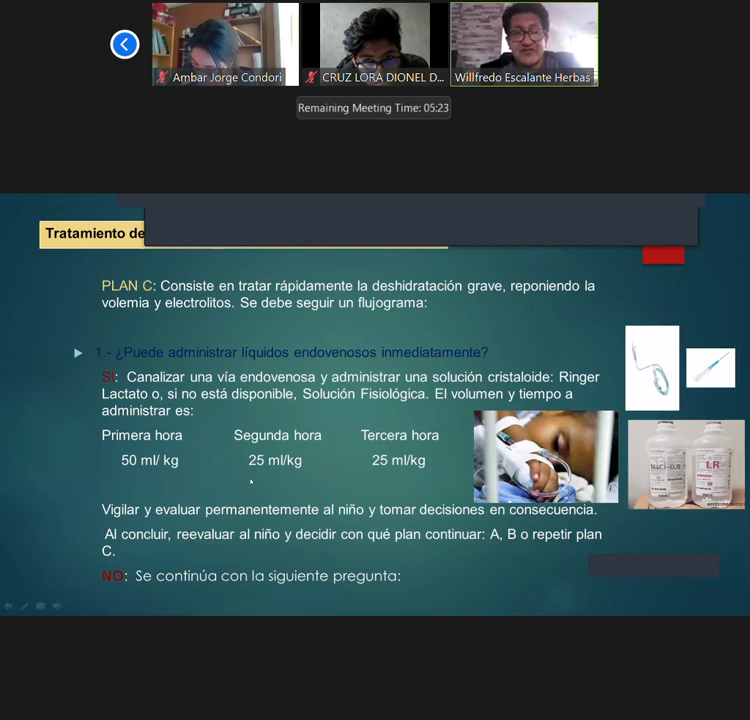 Ambar Jorge Condori
CRUZ LORA DIONEL D...
Willfredo Escalante Herbas
Remaining Meeting Time: 05:23
Tratamiento de
PLAN C: Consiste en tratar rápidamente la deshidratación grave, reponiendo la
volemia y electrolitos. Se debe seguir un flujograma:
1.- ¿Puede administrar líquidos endovenosos inmediatamente?
SI: Canalizar una vía endovenosa y administrar una solución cristaloide: Ringer
Lactato o, si no está disponible, Solución Fisiológica. El volumen y tiempo a
administrar es:
Primera hora Segunda hora Tercera hora
50 ml/ kg 25 ml/kg 25 ml/kg
NaCl-0,9
LR
Vigilar y evaluar permanentemente al niño y tomar decisiones en consecuencia.
Al concluir, reevaluar al niño y decidir con qué plan continuar: A, B o repetir plan
C.
NO: Se continúa con la siguiente pregunta: